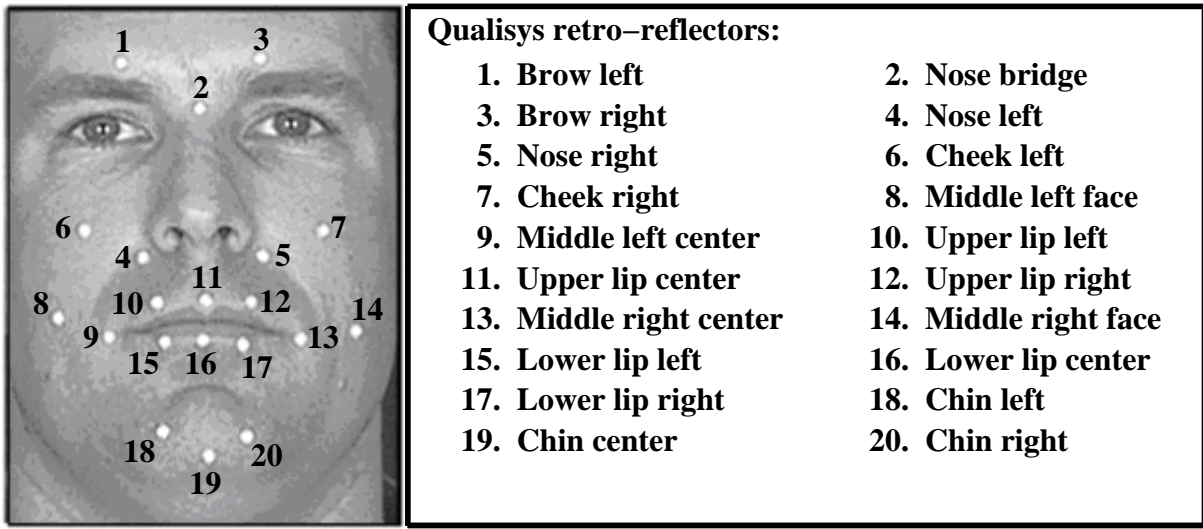 1
3
2
6
7
4
5
11
10
12
8
14
9
13
15
16
17
18
20
19
Qualisys retro−reflectors:
1. Brow left 2. Nose bridge
3. Brow right 4. Nose left
5. Nose right 6. Cheek left
7. Cheek right 8. Middle left face
9. Middle left center 10. Upper lip left
11. Upper lip center 12. Upper lip right
13. Middle right center 14. Middle right face
15. Lower lip left 16. Lower lip center
17. Lower lip right 18. Chin left
19. Chin center 20. Chin right